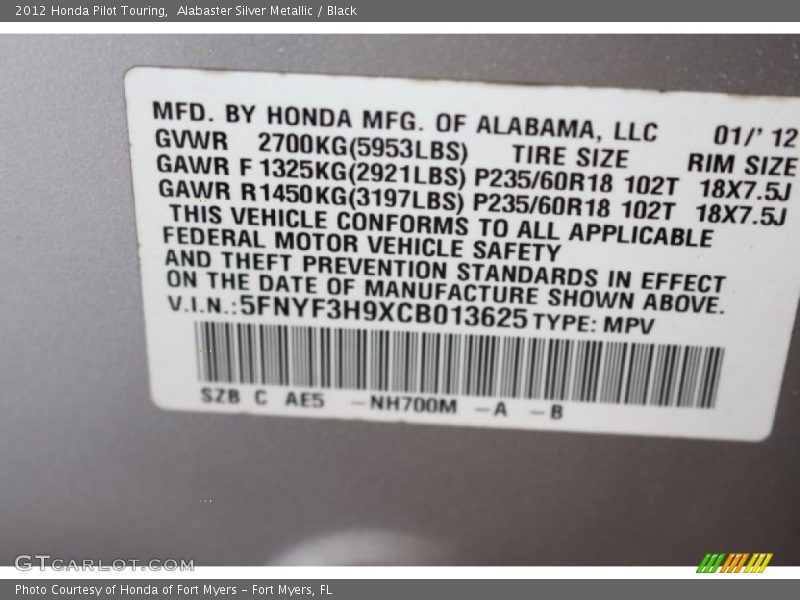 2012 Honda Pilot Touring,  Alabaster Silver Metallic / Black
MFD. BY HONDA MFG. OF ALABAMA, LLC 01/' 12
GVWR 2700KG(5953LBS) TIRE SIZE RIM SIZE
GAWR F 1325KG(2921LBS) P235/60R18 102T 18X7.5J
GAWR R1450KG(3197LBS) P235/60R18 102T 18X7.5J
THIS VEHICLE CONFORMS TO ALL APPLICABLE
FEDERAL MOTOR VEHICLE SAFETY
AND THEFT PREVENTION STANDARDS IN EFFECT
ON THE DATE OF MANUFACTURE SHOWN ABOVE.
V.I.N.:5FNYF3H9XCB013625 TYPE: MPV
SZB C AE5 -NH700M -A -B
GTCARLOT.COM
Photo Courtesy of Honda of Fort Myers - Fort Myers, FL